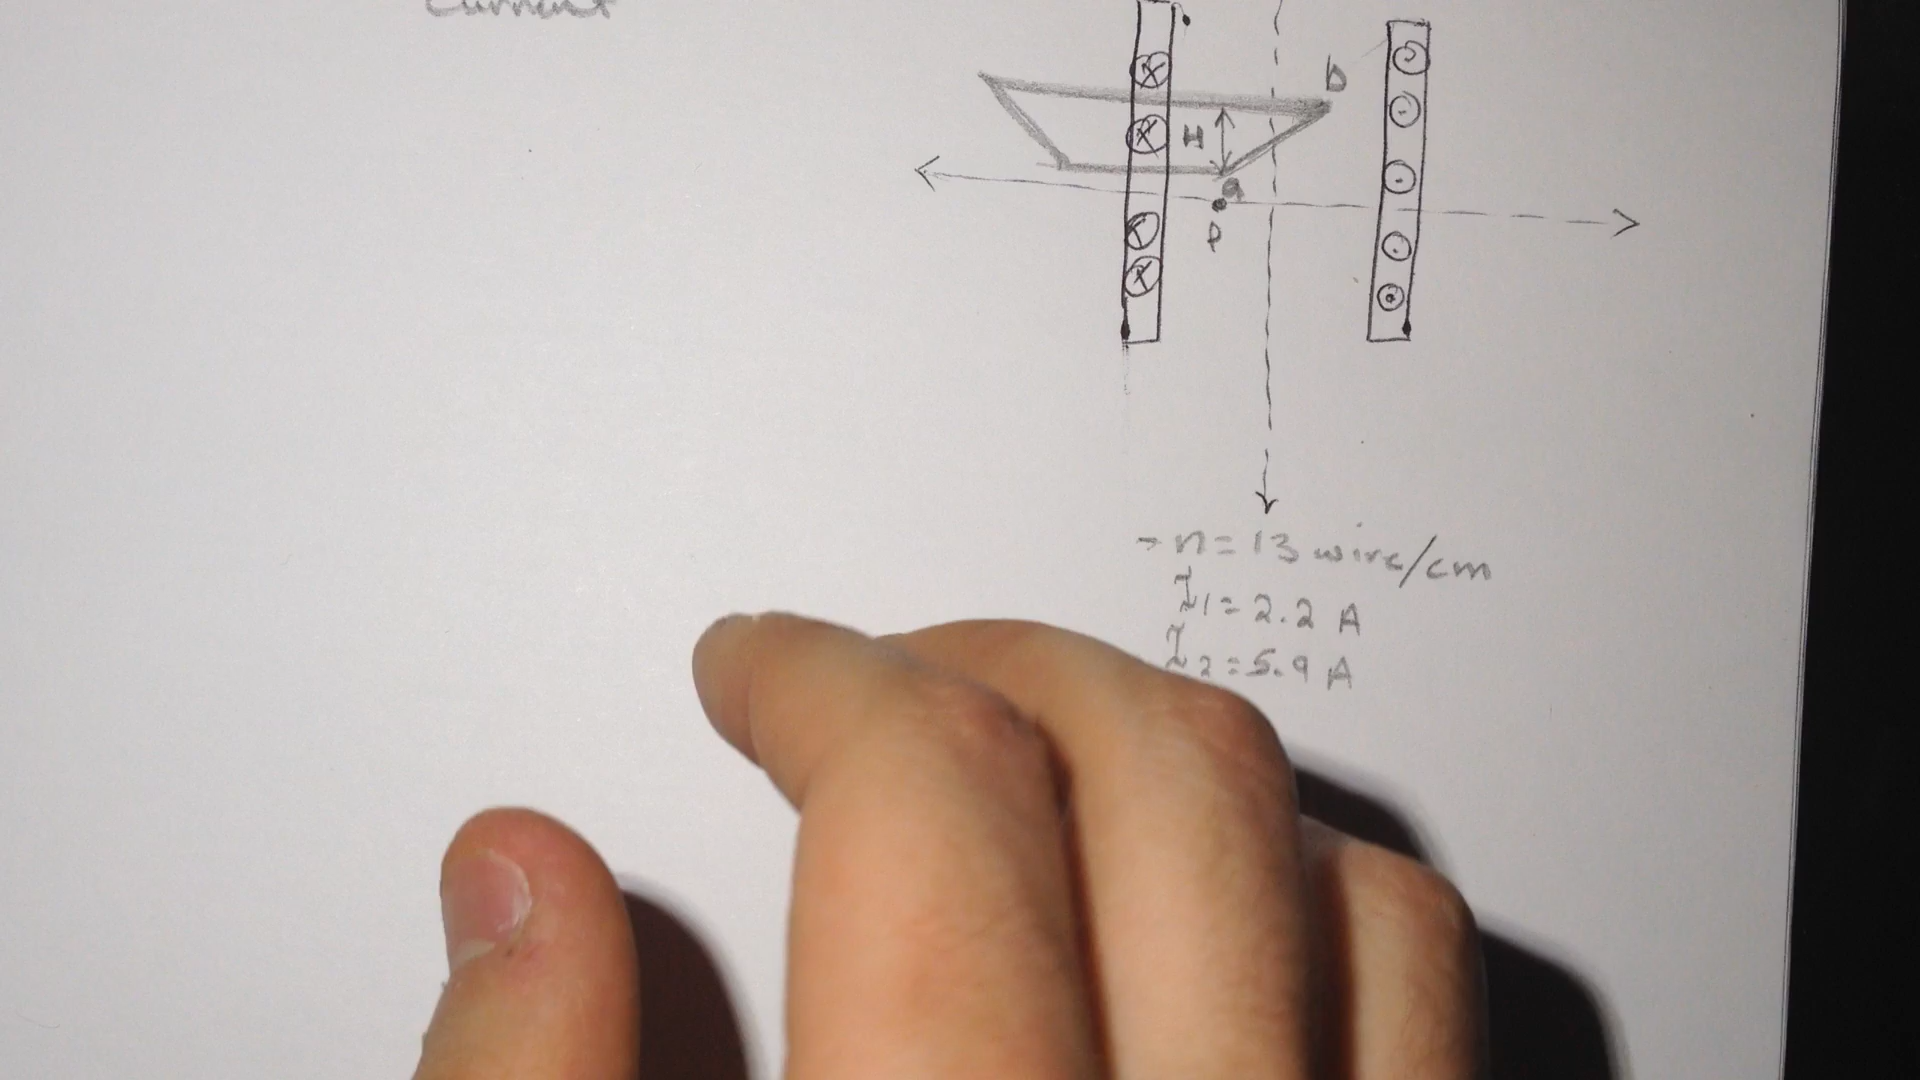 b
H
a
P
→ n = 13 wire/cm
I1 = 2.2 A
I2 = 5.9 A